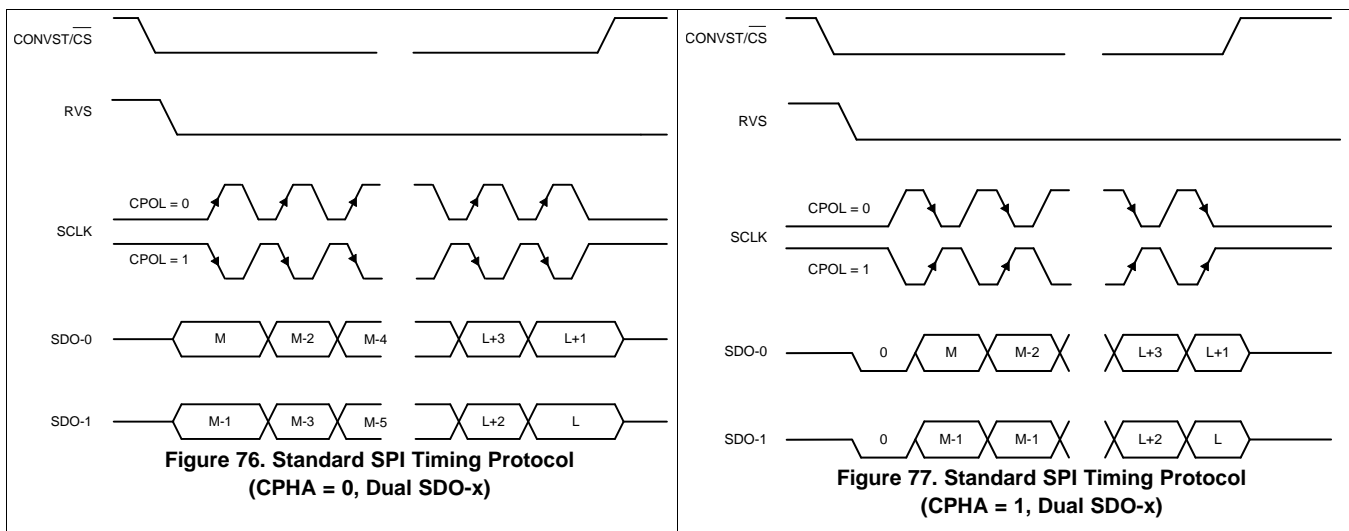 CONVST/CS
RVS
CPOL = 0
SCLK
CPOL = 1
SDO-0 M M-2 M-4 L+3 L+1
SDO-1 M-1 M-3 M-5 L+2 L
Figure 76. Standard SPI Timing Protocol
(CPHA = 0, Dual SDO-x)
CONVST/CS
RVS
CPOL = 0
SCLK
CPOL = 1
SDO-0 0 M M-2 L+3 L+1
SDO-1 0 M-1 M-1 L+2 L
Figure 77. Standard SPI Timing Protocol
(CPHA = 1, Dual SDO-x)